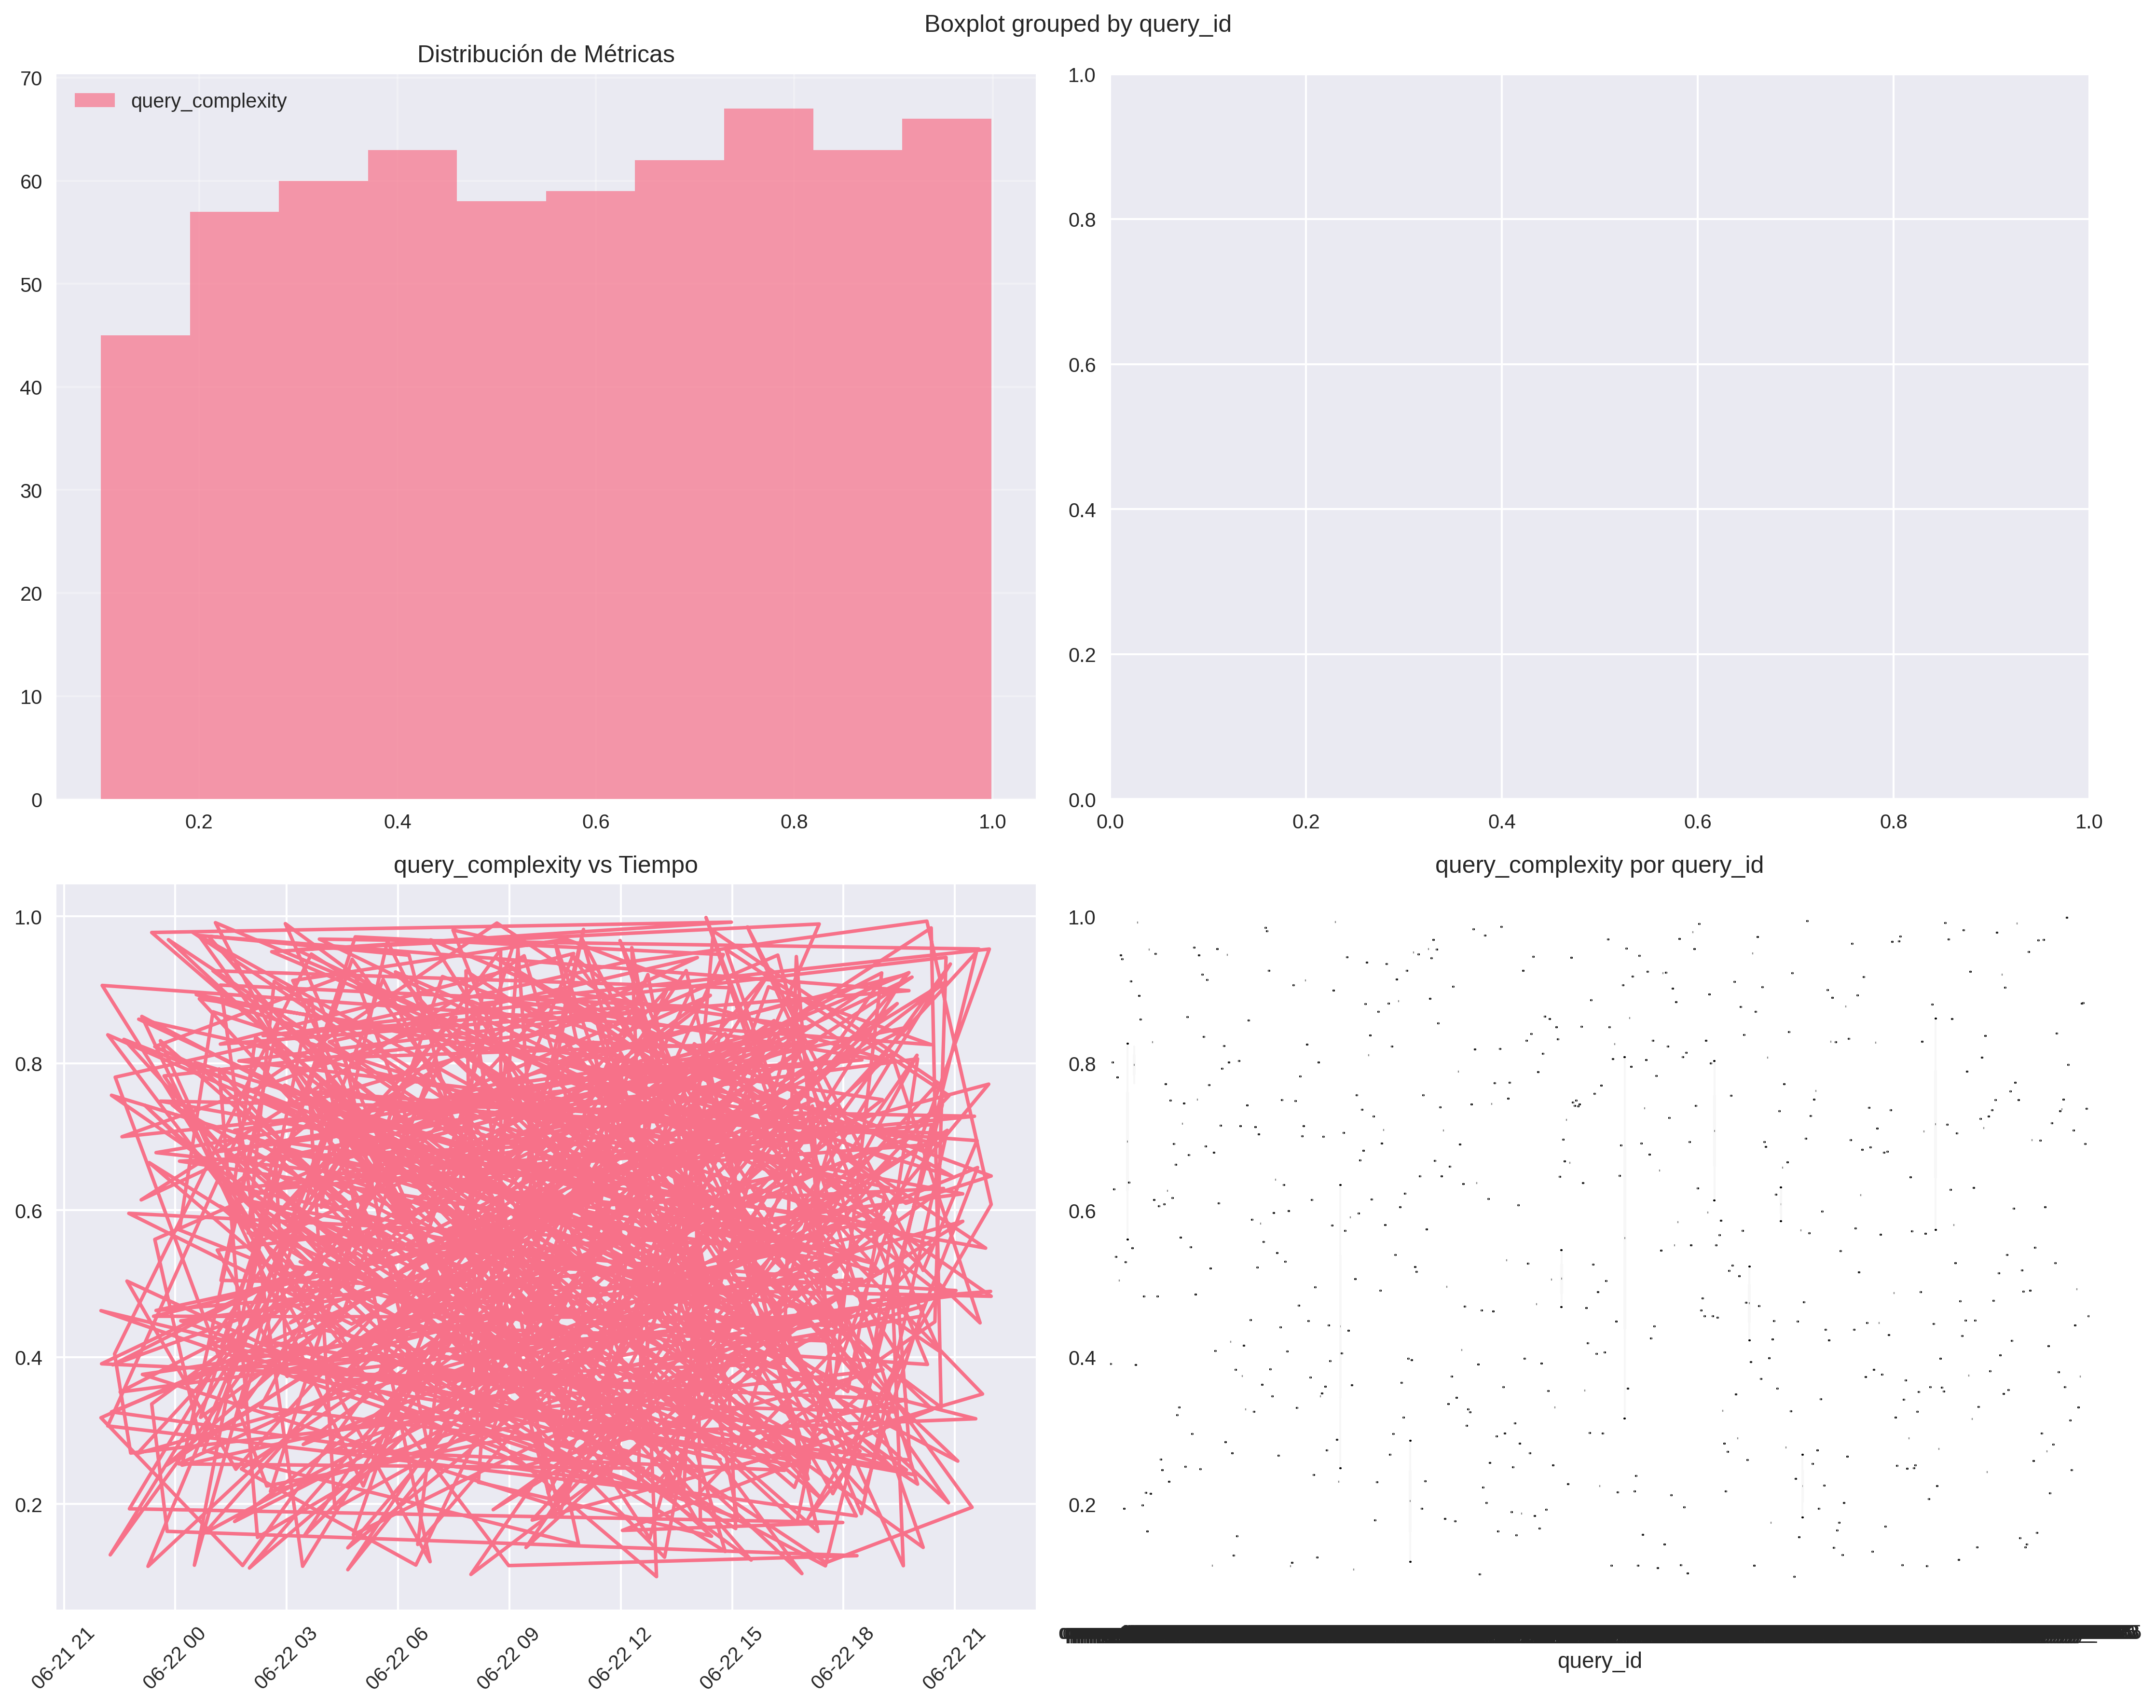 Boxplot grouped by query_id
Distribución de Métricas
query_complexity
70
60
50
40
30
20
10
0
0.2 0.4 0.6 0.8 1.0
1.0
0.8
0.6
0.4
0.2
0.0
0.0 0.2 0.4 0.6 0.8 1.0
query_complexity vs Tiempo
1.0
0.8
0.6
0.4
0.2
06-21 21 06-22 00 06-22 03 06-22 06 06-22 09 06-22 12 06-22 15 06-22 18 06-22 21
query_complexity por query_id
1.0
0.8
0.6
0.4
0.2
query_id